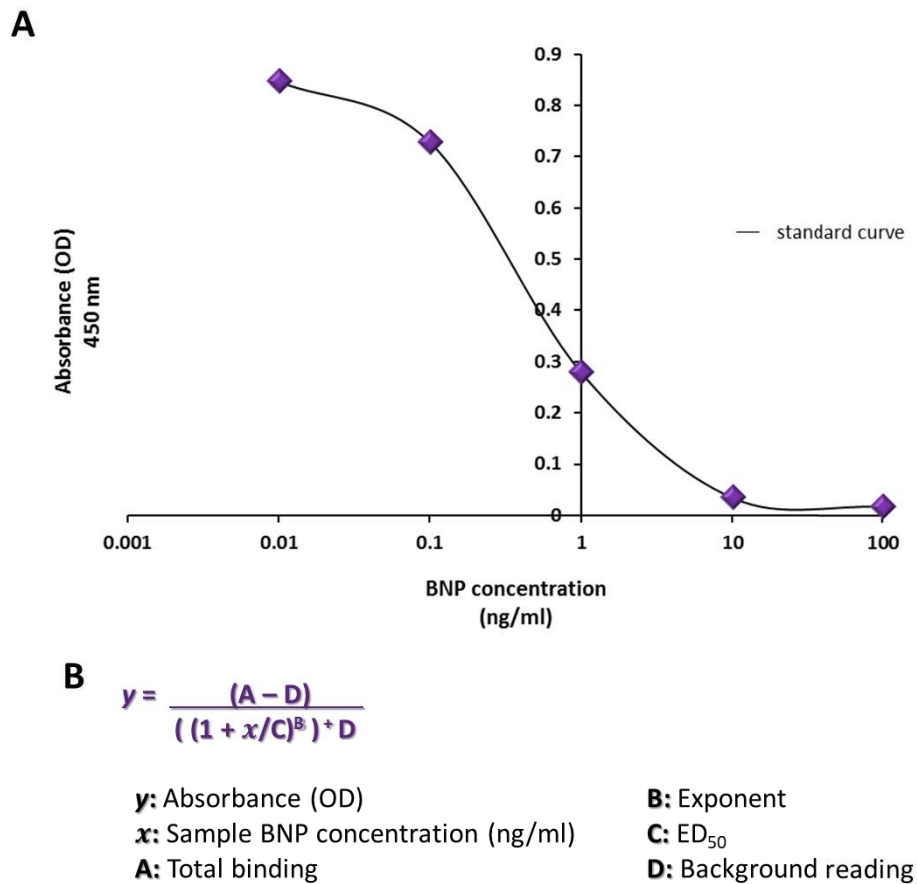 A
0.9
0.8
0.7
0.6
0.5
0.4
0.3
0.2
0.1
0
Absorbance (OD)
450 nm
standard curve
0.001 0.01 0.1 1 10 100
BNP concentration
(ng/ml)
B
y = (A – D)
( (1 + x/C)^B ) + D
y: Absorbance (OD) B: Exponent
x: Sample BNP concentration (ng/ml) C: ED50
A: Total binding D: Background reading